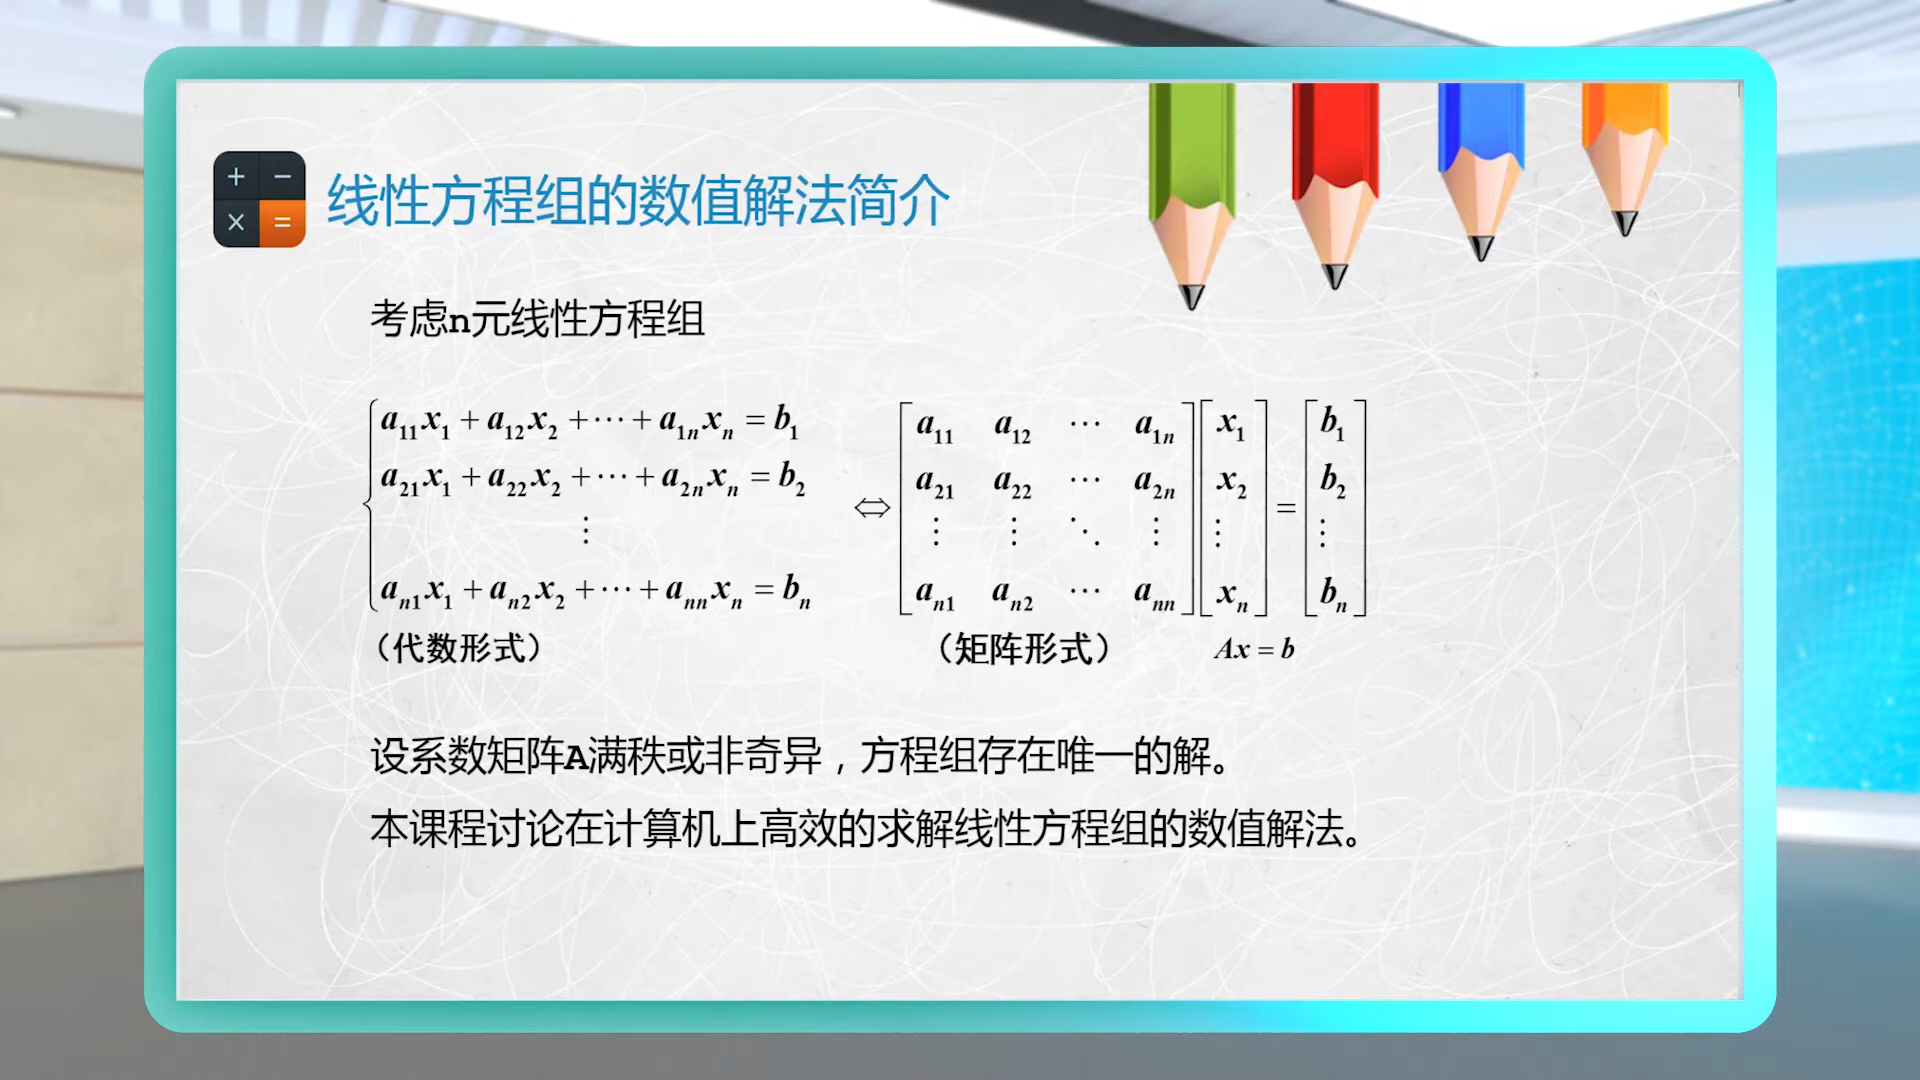 + −
× =
线性方程组的数值解法简介
考虑n元线性方程组
a11x1 + a12x2 + ⋯ + a1nxn = b1
a21x1 + a22x2 + ⋯ + a2nxn = b2
⋮
an1x1 + an2x2 + ⋯ + annxn = bn
⇔
a11 a12 ⋯ a1n x1 = b1
a21 a22 ⋯ a2n x2 b2
⋮ ⋮ ⋱ ⋮ ⋮ ⋮
an1 an2 ⋯ ann xn bn
（代数形式）
（矩阵形式） Ax = b
设系数矩阵A满秩或非奇异，方程组存在唯一的解。
本课程讨论在计算机上高效的求解线性方程组的数值解法。